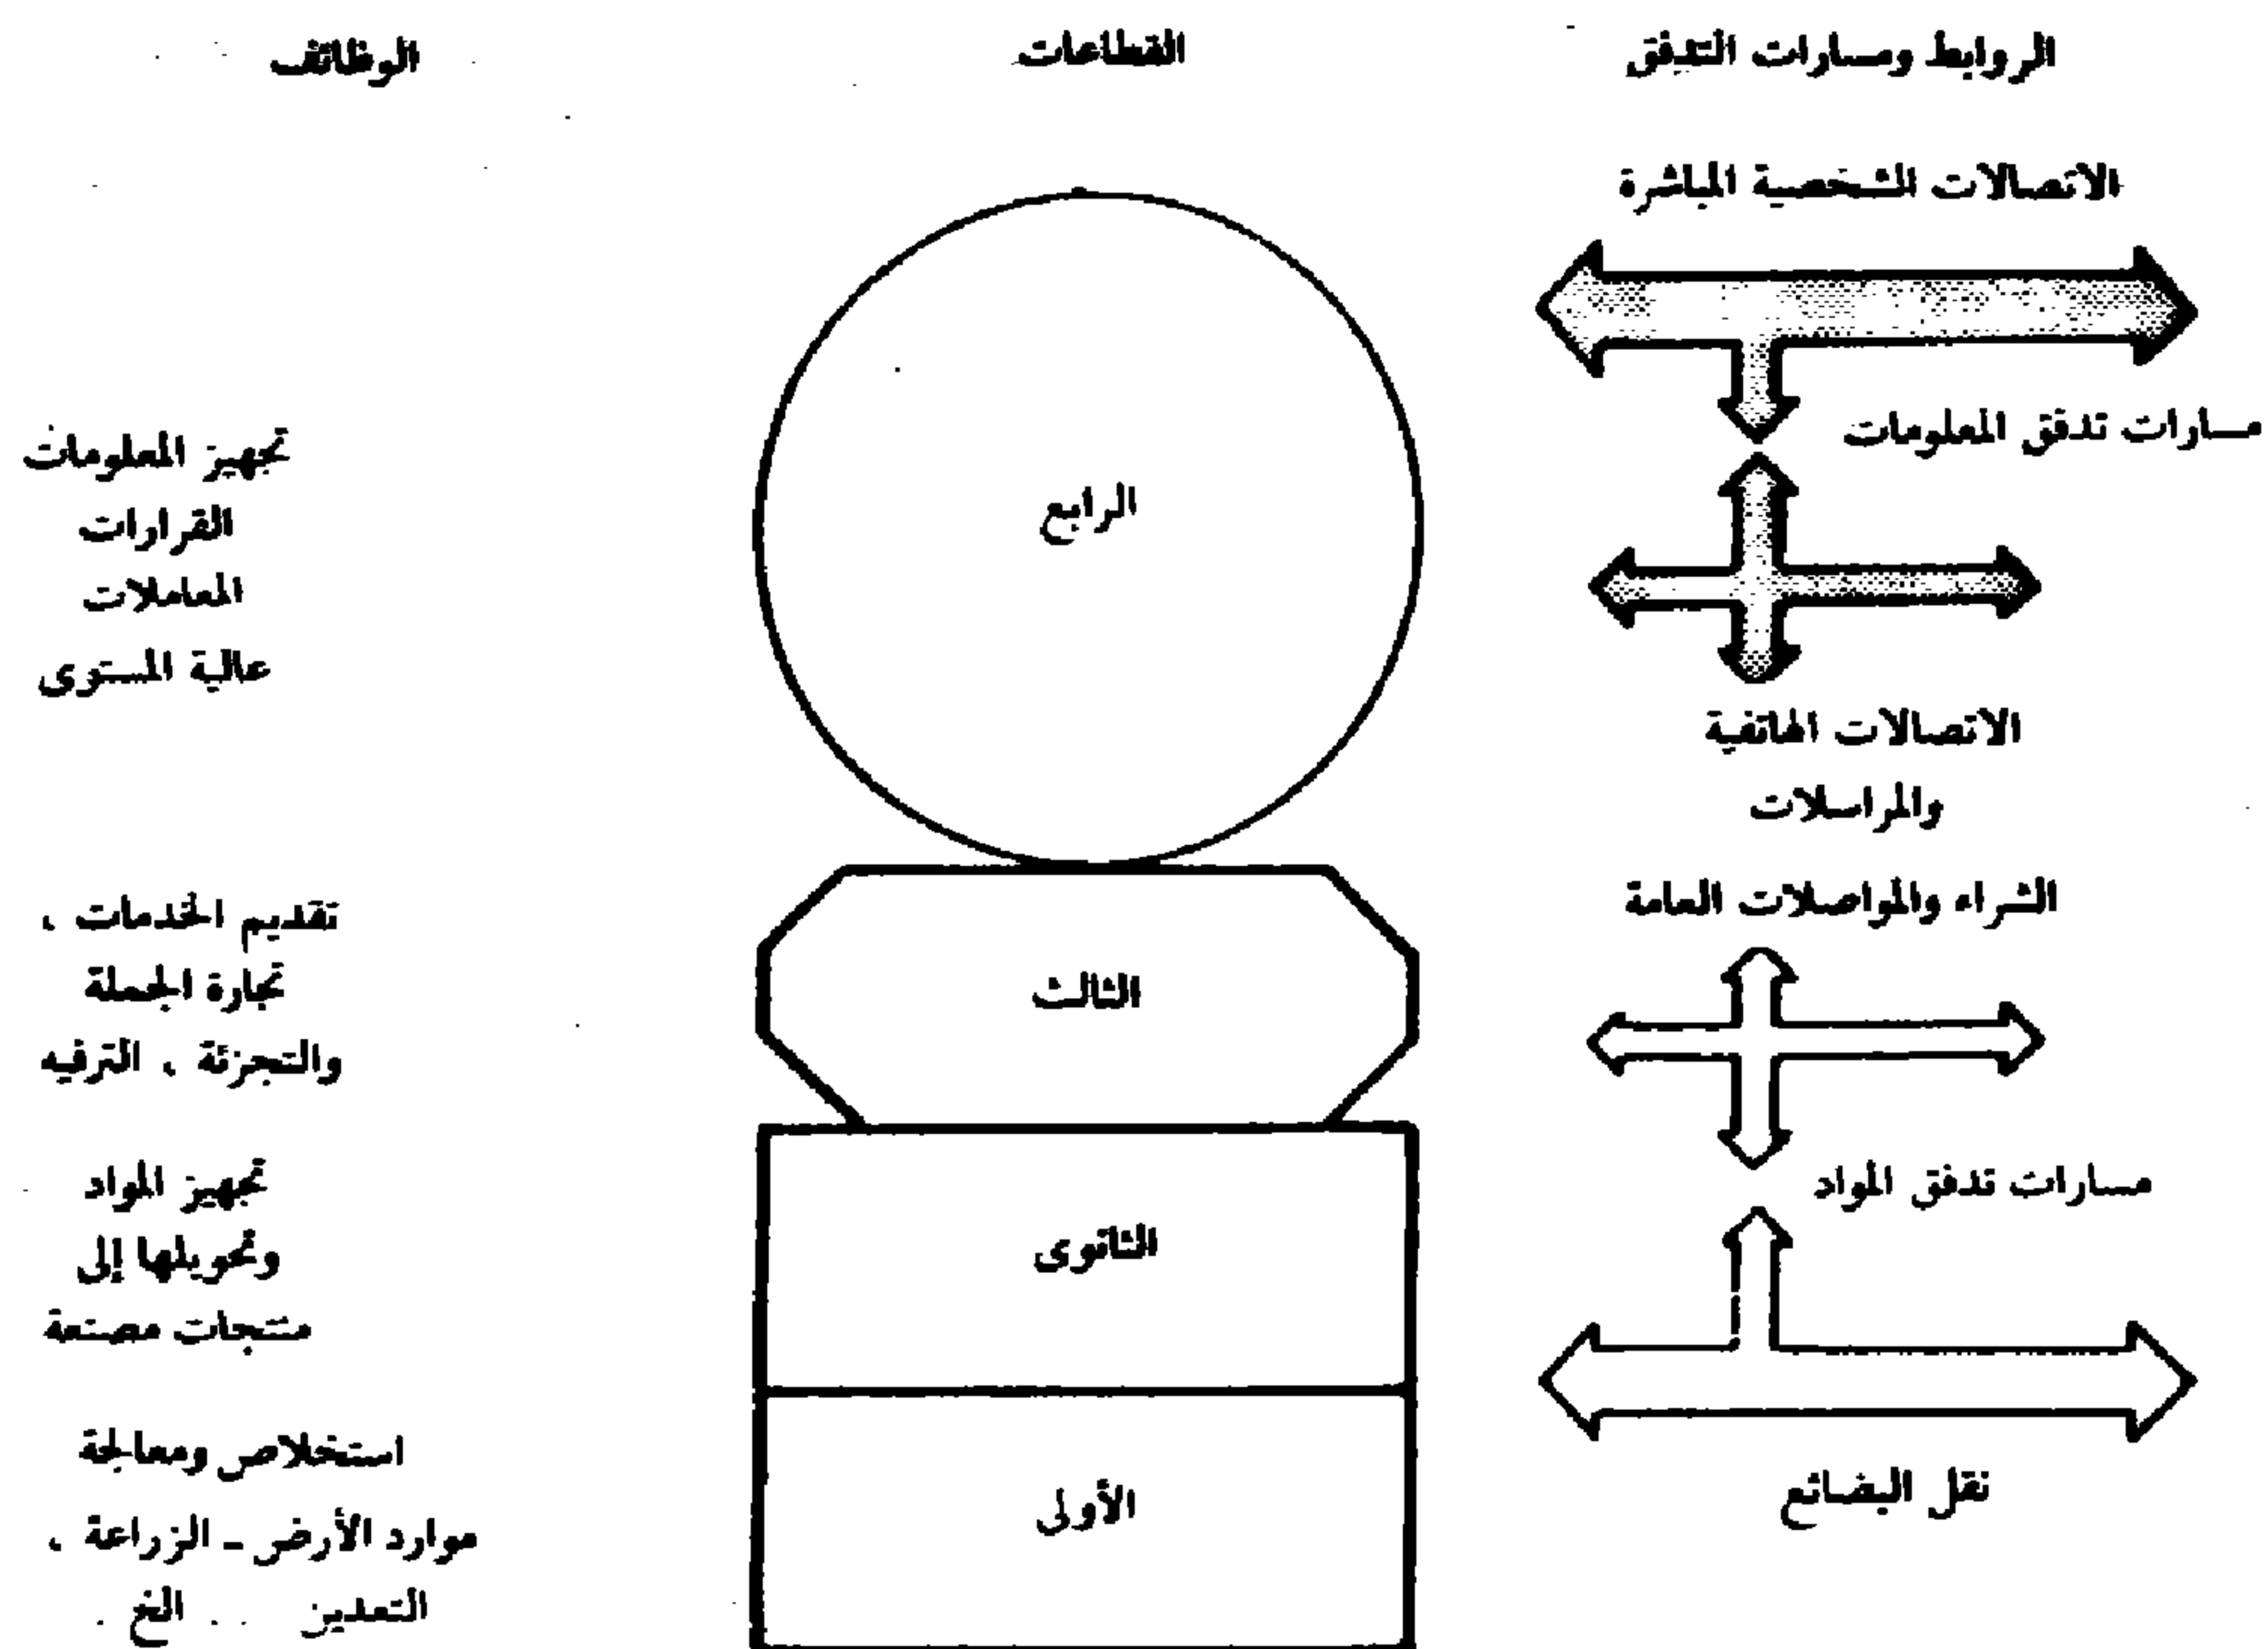 الروابط ومسارات التدفق
القطاعات
الوظائف
الاتصالات الشخصية المباشرة
مسارات تدفق المعلومات
الاتصالات الهاتفية
والمراسلات
الشراء والمواصلات العامة
مسارات تدفق المواد
نقل البضائع
الرابع
الثالث
الثانوى
الأولى
تجهيز المعلومات
القرارات
المعاملات
عالية المستوى
تقديم الخدمات ،
تجارة الجملة
والتجزئة ، الترفيه
تجهيز المواد
وتحويلها إلى
منتجات مصنعة
استخلاص ومعالجة
موارد الأرض - الزراعة ،
التعدين .. الخ .